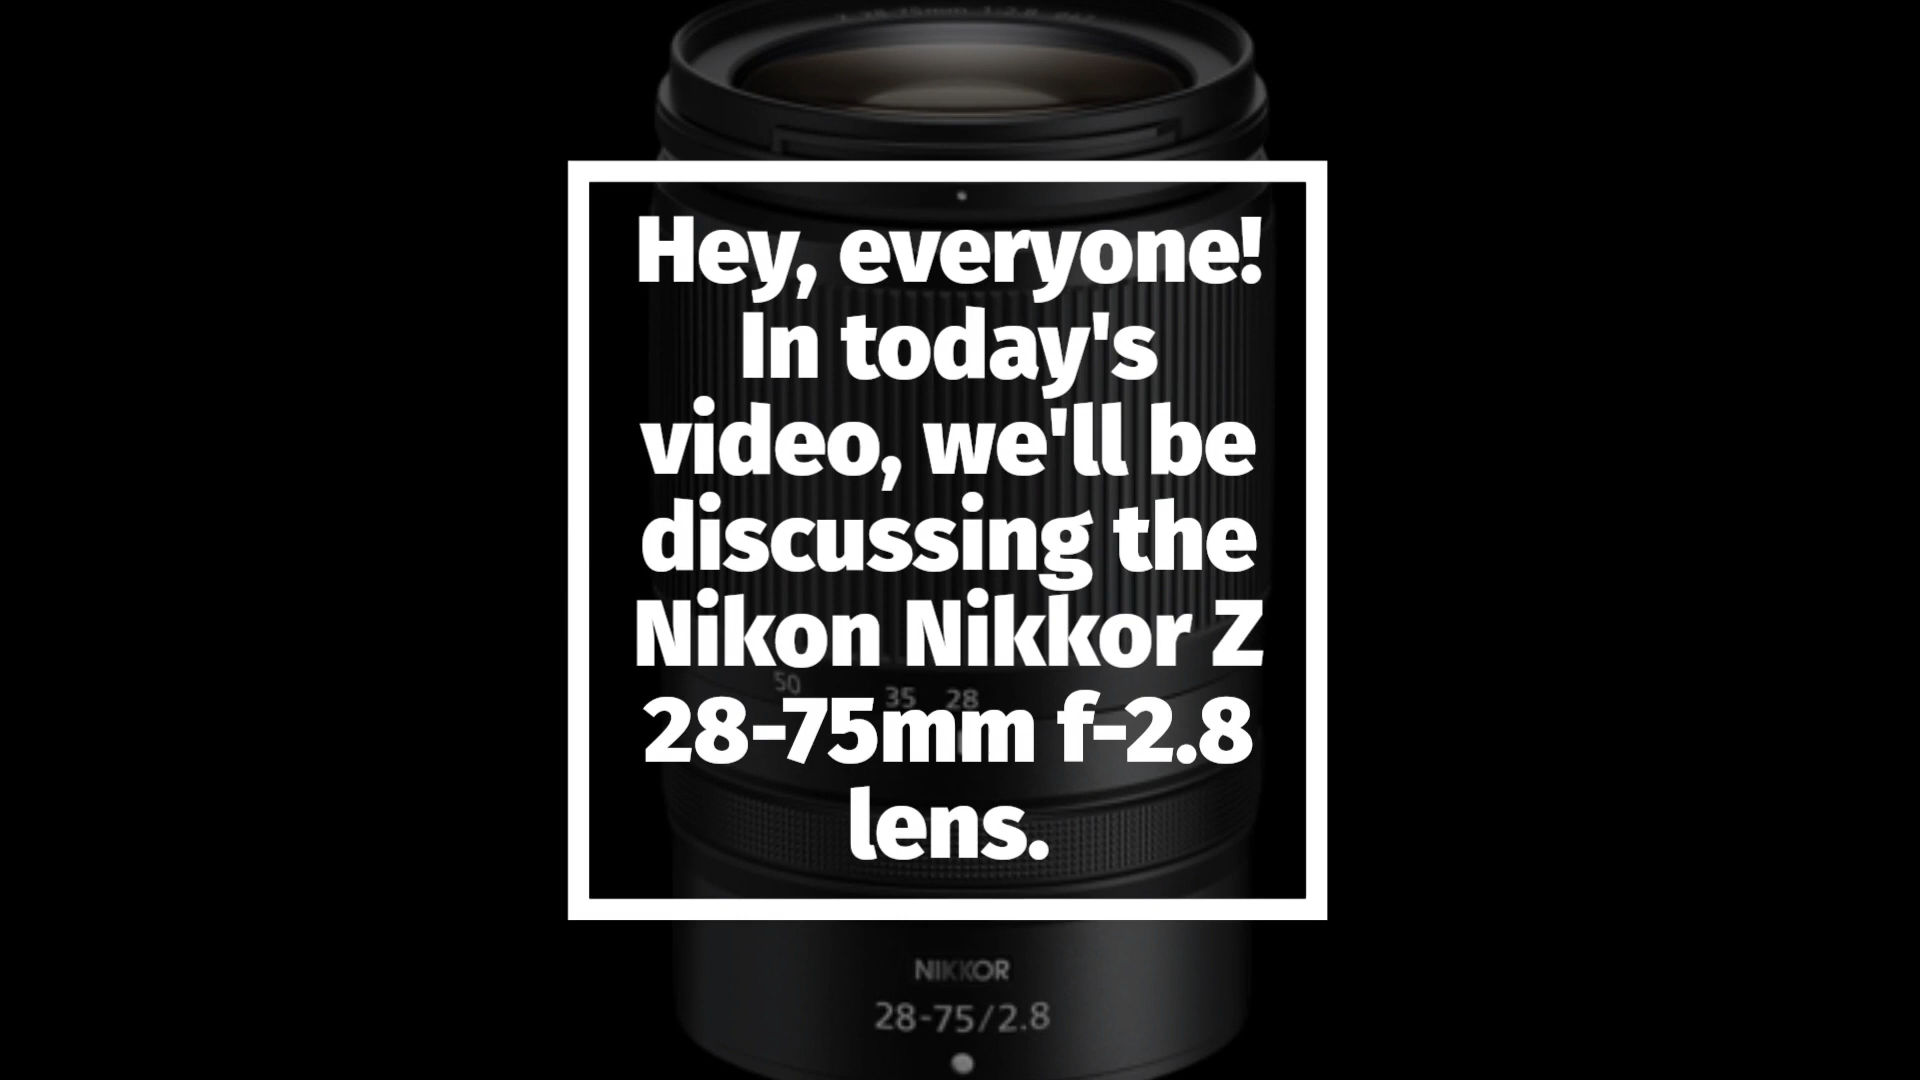 Hey, everyone!
In today's
video, we'll be
discussing the
Nikon Nikkor Z
50 35 28
28-75mm f-2.8
lens.
NIKKOR
28-75/2.8